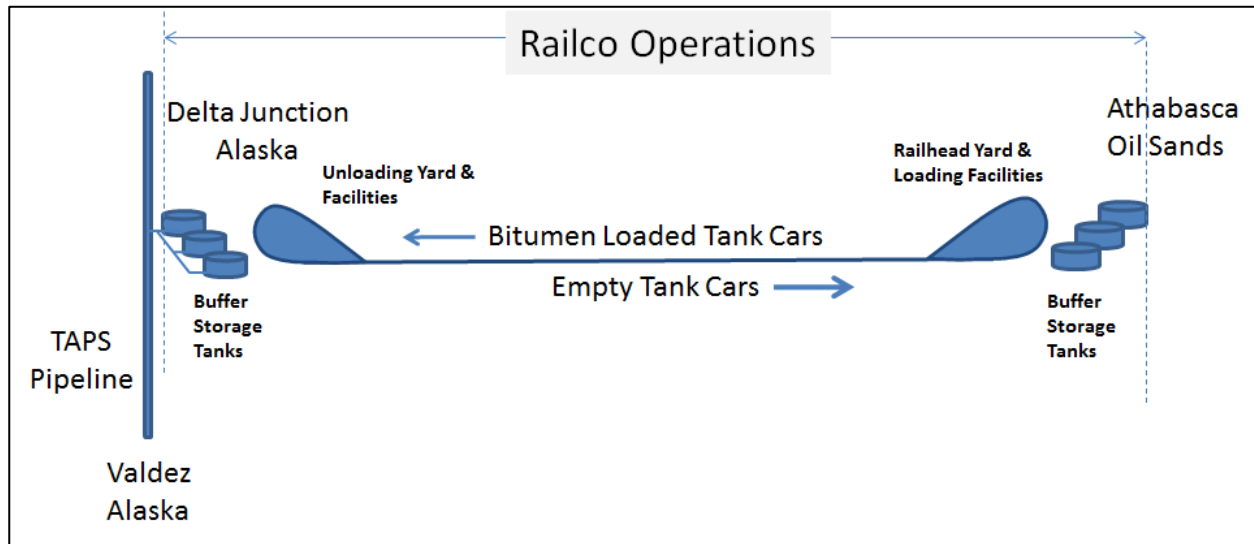 Railco Operations
Delta Junction
Alaska
Athabasca
Oil Sands
Unloading Yard &
Facilities
Railhead Yard &
Loading Facilities
Bitumen Loaded Tank Cars
Empty Tank Cars
Buffer
Storage
Tanks
Buffer
Storage
Tanks
TAPS
Pipeline
Valdez
Alaska